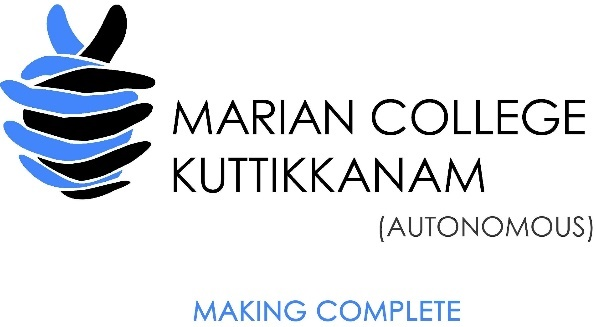 MARIAN COLLEGE
KUTTIKKANAM
(AUTONOMOUS)
MAKING COMPLETE